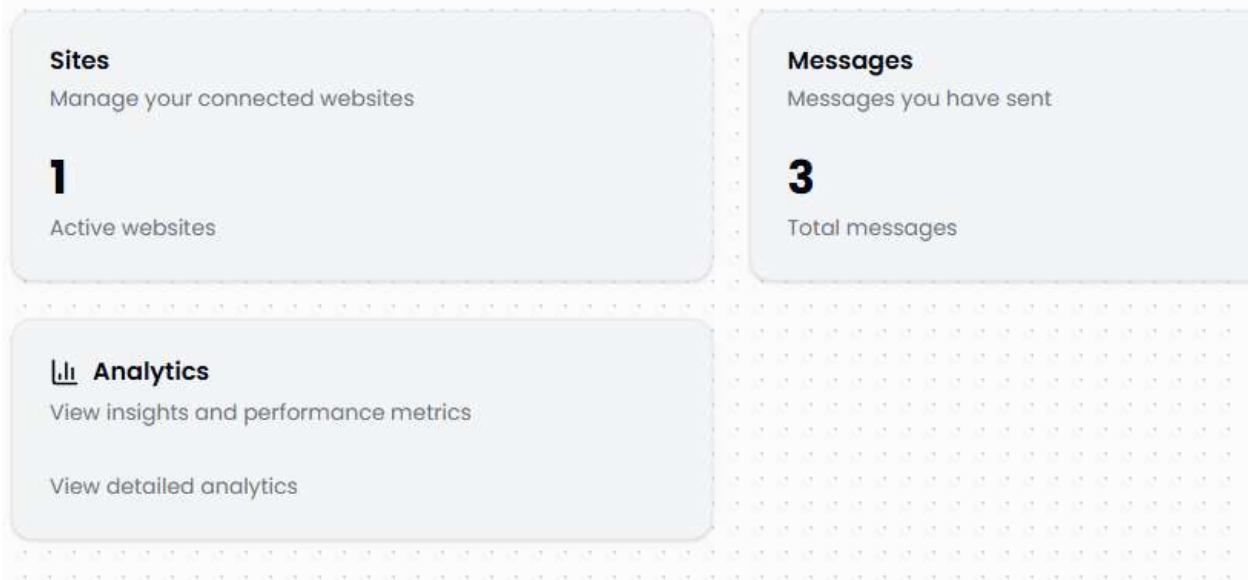 Sites
Manage your connected websites
1
Active websites
Messages
Messages you have sent
3
Total messages
Analytics
View insights and performance metrics
View detailed analytics